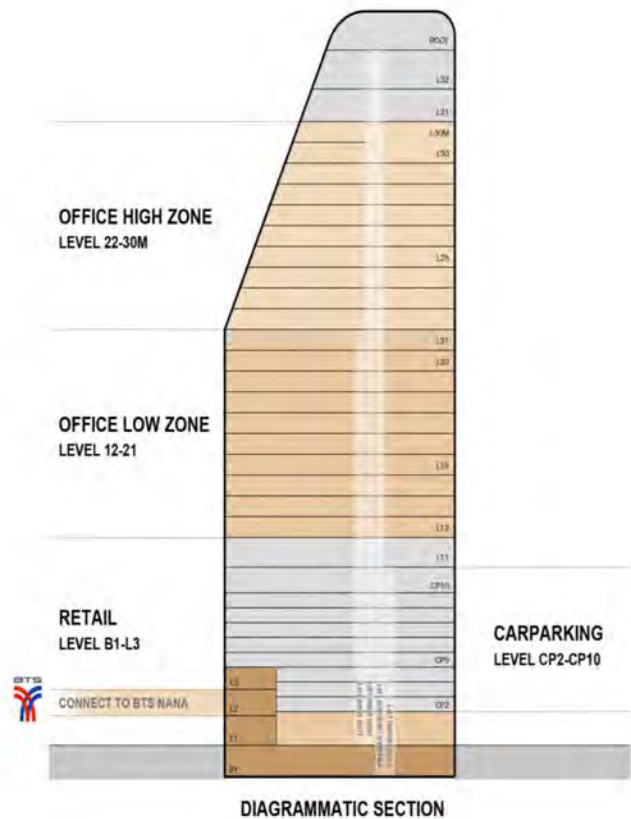 ROOF
L32
L31
L30M
L30
OFFICE HIGH ZONE
LEVEL 22-30M
L25
L21
L20
OFFICE LOW ZONE
LEVEL 12-21
L15
L12
L11
CP10
RETAIL
LEVEL B1-L3
CARPARKING
LEVEL CP2-CP10
CP5
L3
BTS
CONNECT TO BTS NANA
L2
CP2
L1
B1
DIAGRAMMATIC SECTION